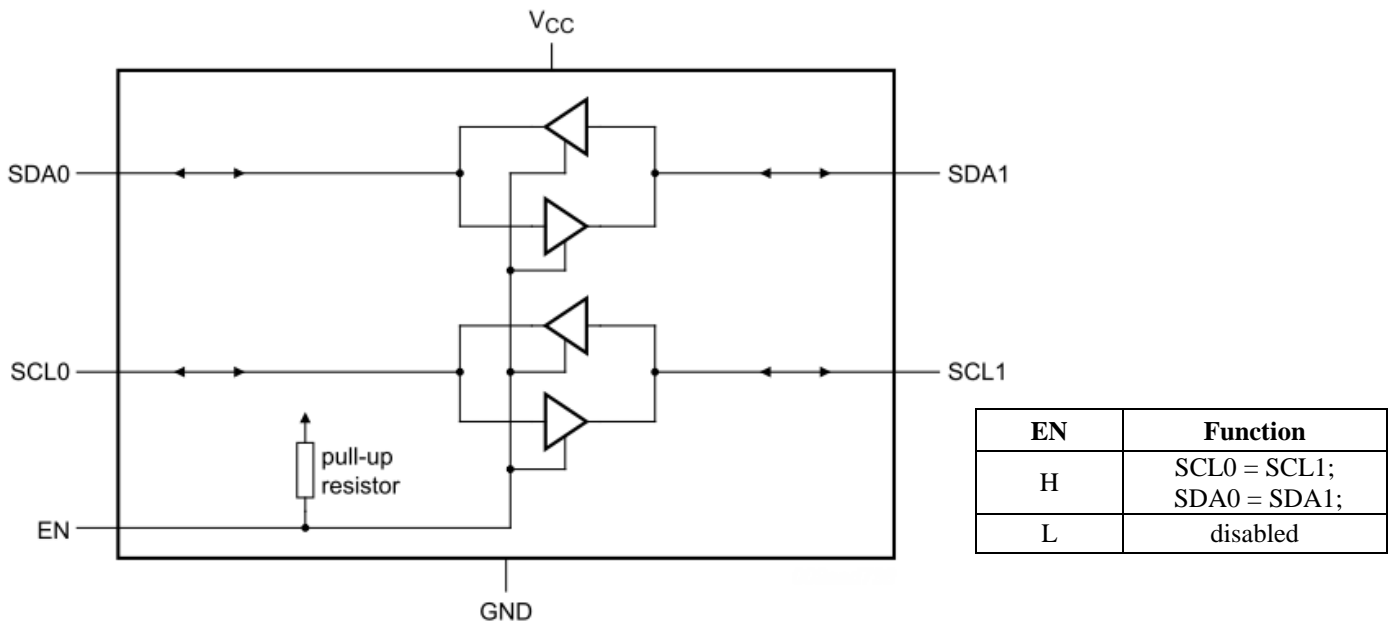 VCC
SDA0
SDA1
SCL0
SCL1
pull-up
resistor
EN
GND
EN Function
H SCL0 = SCL1;
SDA0 = SDA1;
L disabled